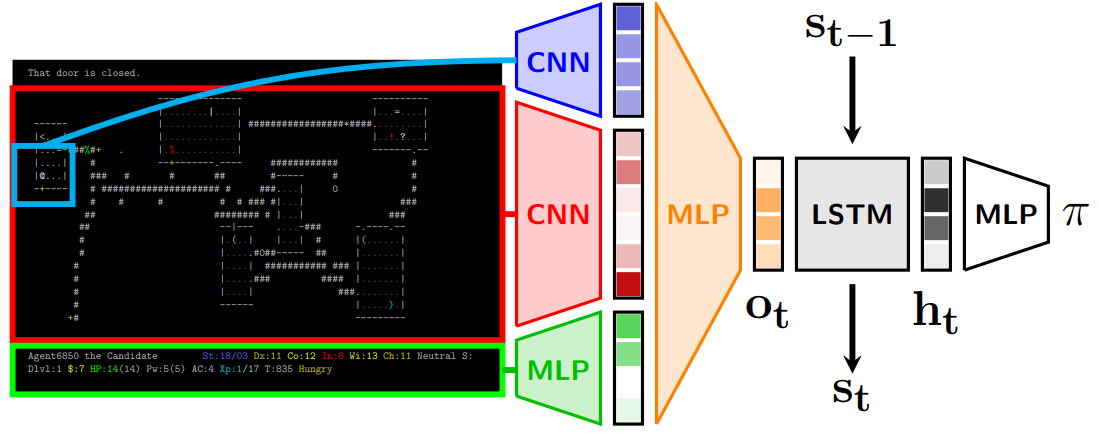 That door is closed.
Agent6850 the Candidate St:18/03 Dx:11 Co:12 In:8 Wi:13 Ch:11 Neutral S:
Dlvl:1 $:7 HP:14(14) Pw:5(5) AC:4 Xp:1/17 T:835 Hungry
CNN
CNN
MLP
MLP
o_t
s_{t-1}
LSTM
s_t
h_t
MLP
π